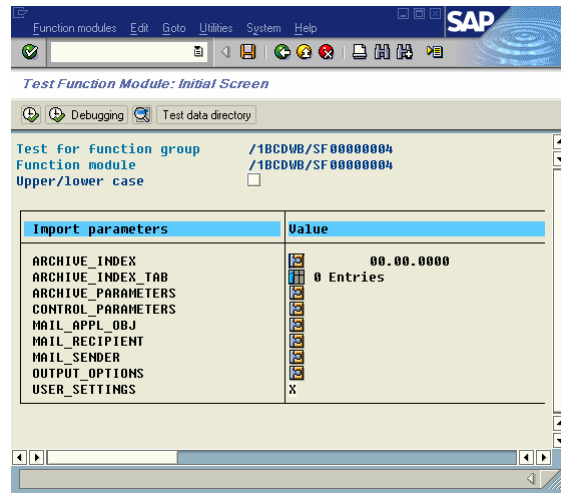 SAP
Function modules Edit Goto Utilities System Help
Test Function Module: Initial Screen
Debugging Test data directory
Test for function group /1BCDWB/SF00000004
Function module /1BCDWB/SF00000004
Upper/lower case
Import parameters Value
ARCHIVE_INDEX 00.00.0000
ARCHIVE_INDEX_TAB 0 Entries
ARCHIVE_PARAMETERS
CONTROL_PARAMETERS
MAIL_APPL_OBJ
MAIL_RECIPIENT
MAIL_SENDER
OUTPUT_OPTIONS
USER_SETTINGS X